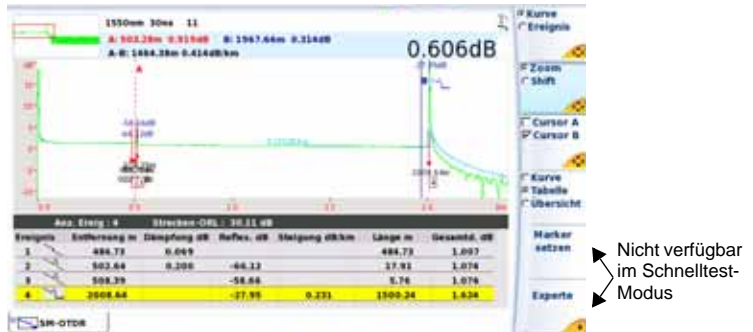 1550nm 30ns 11
A: 503.28m 0.919dB B: 1967.66m 0.314dB
A-B: 1464.38m 0.414dB/km
0.606dB
Kurve
Ereignis
Zoom
Shift
Cursor A
Cursor B
Kurve
Tabelle
Übersicht
Marker setzen
Experte
Anz. Ereig : 4 Strecken-ORL : 30.11 dB
Ereignis Entfernung m Dämpfung dB Reflex. dB Steigung dB/km Länge m Gesamtd. dB
1 486.73 0.069 486.73 1.007
2 502.64 0.200 -66.12 17.91 1.076
3 508.39 -58.66 5.76 1.076
4 2008.64 -27.95 0.231 1500.24 1.624
SM-OTDR
Nicht verfügbar
im Schnelltest-
Modus